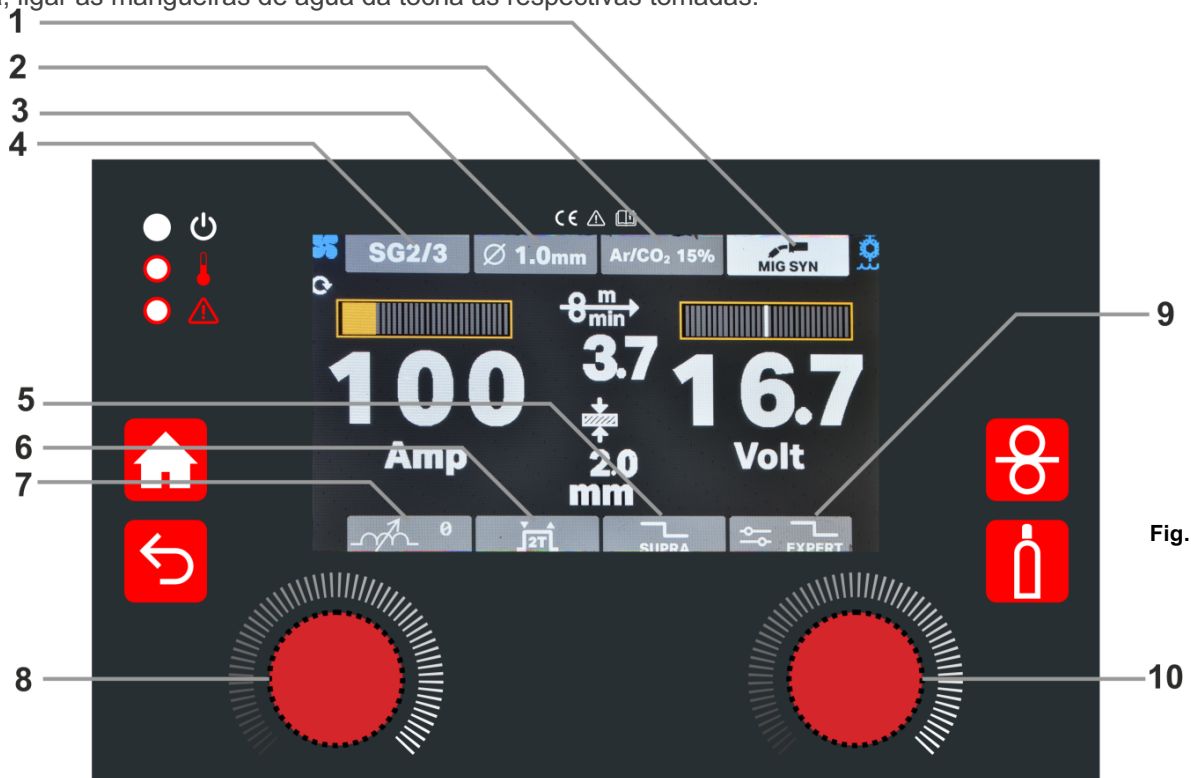 , ligar as mangueiras de água da tocha às respectivas tomadas.
1
2
3
4
CE
SG2/3
Ø 1.0mm
Ar/CO₂ 15%
MIG SYN
m
min
3.7
100
16.7
9
5
6
7
Amp
2.0
mm
Volt
0
2T
SUPRA
EXPERT
Fig.
8
10